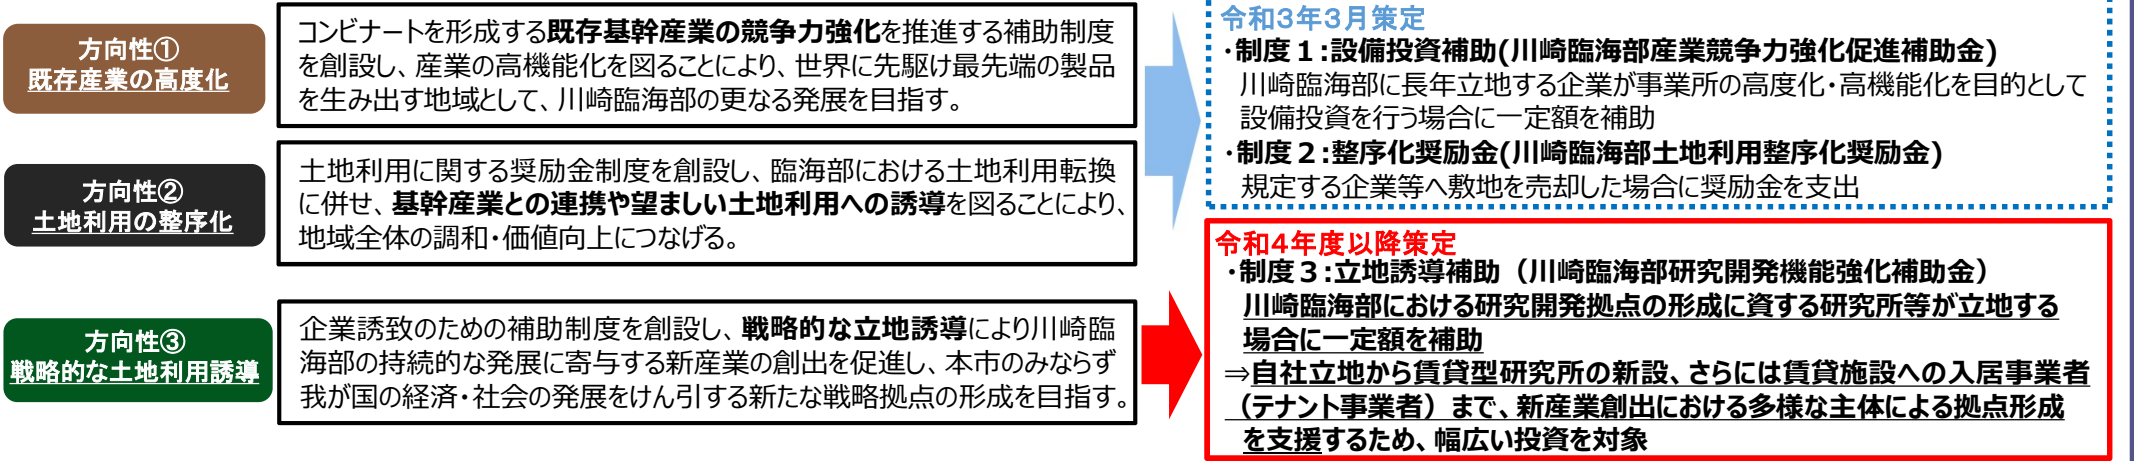 方向性①
既存産業の高度化
コンビナートを形成する既存基幹産業の競争力強化を推進する補助制度
を創設し、産業の高機能化を図ることにより、世界に先駆け最先端の製品
を生み出す地域として、川崎臨海部の更なる発展を目指す。
方向性②
土地利用の整序化
土地利用に関する奨励金制度を創設し、臨海部における土地利用転換
に併せ、基幹産業との連携や望ましい土地利用への誘導を図ることにより、
地域全体の調和・価値向上につなげる。
方向性③
戦略的な土地利用誘導
企業誘致のための補助制度を創設し、戦略的な立地誘導により川崎臨
海部の持続的な発展に寄与する新産業の創出を促進し、本市のみならず
我が国の経済・社会の発展をけん引する新たな戦略拠点の形成を目指す。
令和3年3月策定
・制度1:設備投資補助(川崎臨海部産業競争力強化促進補助金)
川崎臨海部に長年立地する企業が事業所の高度化・高機能化を目的として
設備投資を行う場合に一定額を補助
・制度2:整序化奨励金(川崎臨海部土地利用整序化奨励金)
規定する企業等へ敷地を売却した場合に奨励金を支出
令和4年度以降策定
・制度3:立地誘導補助（川崎臨海部研究開発機能強化補助金）
川崎臨海部における研究開発拠点の形成に資する研究所等が立地する
場合に一定額を補助
⇒自社立地から賃貸型研究所の新設、さらには賃貸施設への入居事業者
（テナント事業者）まで、新産業創出における多様な主体による拠点形成
を支援するため、幅広い投資を対象